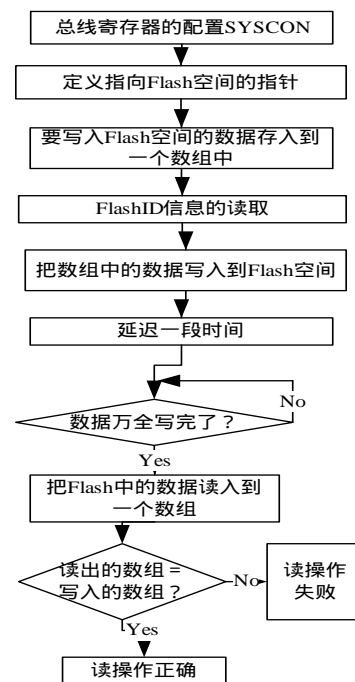 总线寄存器的配置SYSCON
定义指向Flash空间的指针
要写入Flash空间的数据存入到
一个数组中
FlashID信息的读取
把数组中的数据写入到Flash空间
延迟一段时间
No
数据万全写完了？
Yes
把Flash中的数据读入到
一个数组
读出的数组=
写入的数组？
No
读操作
失败
Yes
读操作正确